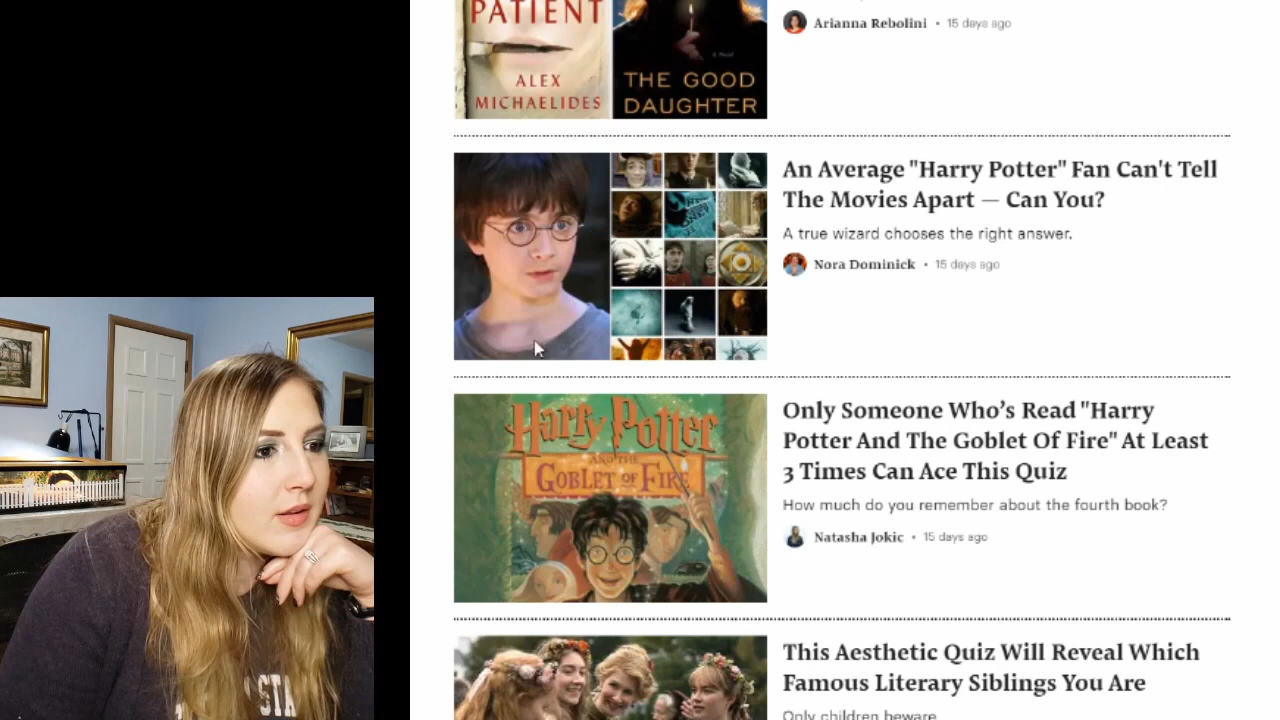 PATIENT
ALEX
MICHAELIDES
A Novel
THE GOOD
DAUGHTER
Arianna Rebolini • 15 days ago
An Average "Harry Potter" Fan Can't Tell
The Movies Apart — Can You?
A true wizard chooses the right answer.
Nora Dominick • 15 days ago
Harry Potter
AND THE
GOBLET OF FIRE
Only Someone Who’s Read "Harry
Potter And The Goblet Of Fire" At Least
3 Times Can Ace This Quiz
How much do you remember about the fourth book?
Natasha Jokic • 15 days ago
This Aesthetic Quiz Will Reveal Which
Famous Literary Siblings You Are
Only children beware